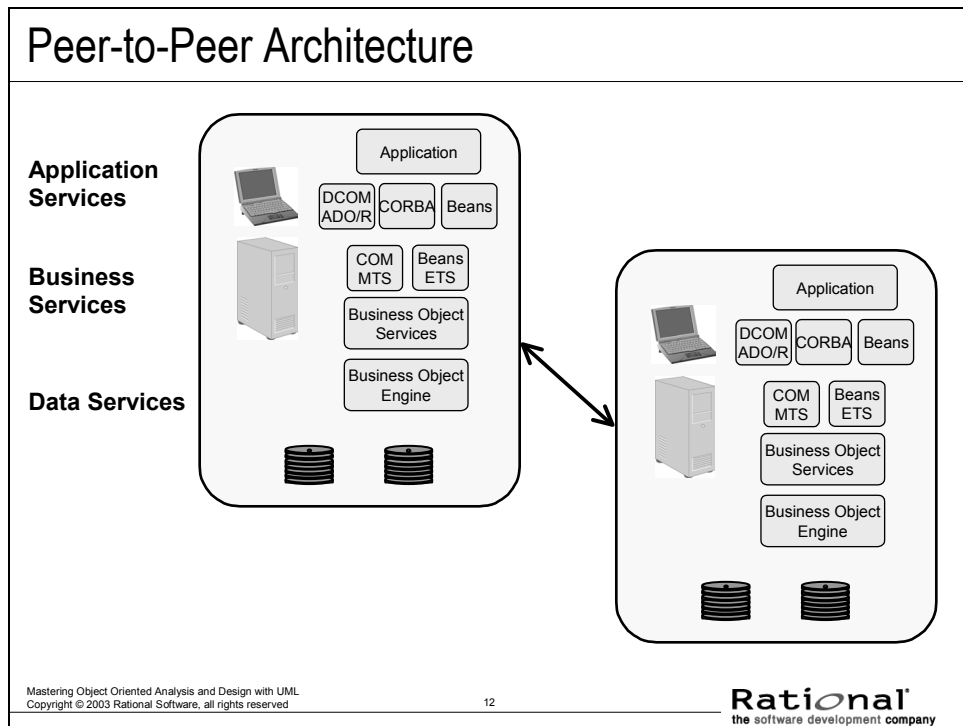 Peer-to-Peer Architecture
Application
Services
Business
Services
Data Services
Application
DCOM
ADO/R
CORBA
Beans
COM
MTS
Beans
ETS
Business Object
Services
Business Object
Engine
Application
DCOM
ADO/R
CORBA
Beans
COM
MTS
Beans
ETS
Business Object
Services
Business Object
Engine
Mastering Object Oriented Analysis and Design with UML
Copyright © 2003 Rational Software, all rights reserved
12
Rational
the software development company